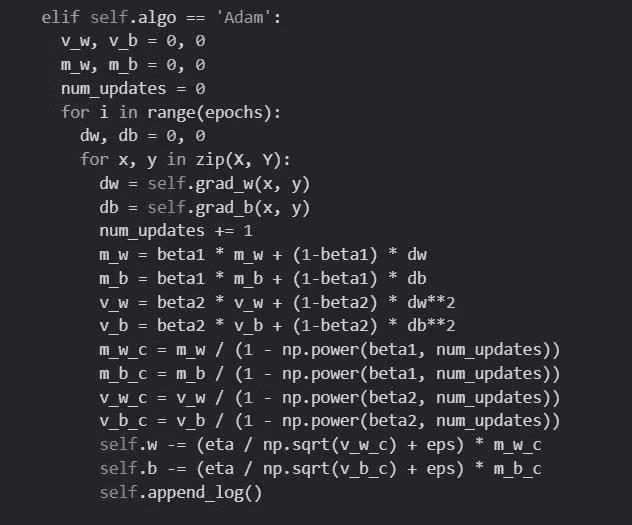 elif self.algo == 'Adam':
  v_w, v_b = 0, 0
  m_w, m_b = 0, 0
  num_updates = 0
  for i in range(epochs):
    dw, db = 0, 0
    for x, y in zip(X, Y):
      dw = self.grad_w(x, y)
      db = self.grad_b(x, y)
      num_updates += 1
      m_w = beta1 * m_w + (1-beta1) * dw
      m_b = beta1 * m_b + (1-beta1) * db
      v_w = beta2 * v_w + (1-beta2) * dw**2
      v_b = beta2 * v_b + (1-beta2) * db**2
      m_w_c = m_w / (1 - np.power(beta1, num_updates))
      m_b_c = m_b / (1 - np.power(beta1, num_updates))
      v_w_c = v_w / (1 - np.power(beta2, num_updates))
      v_b_c = v_b / (1 - np.power(beta2, num_updates))
      self.w -= (eta / np.sqrt(v_w_c) + eps) * m_w_c
      self.b -= (eta / np.sqrt(v_b_c) + eps) * m_b_c
      self.append_log()